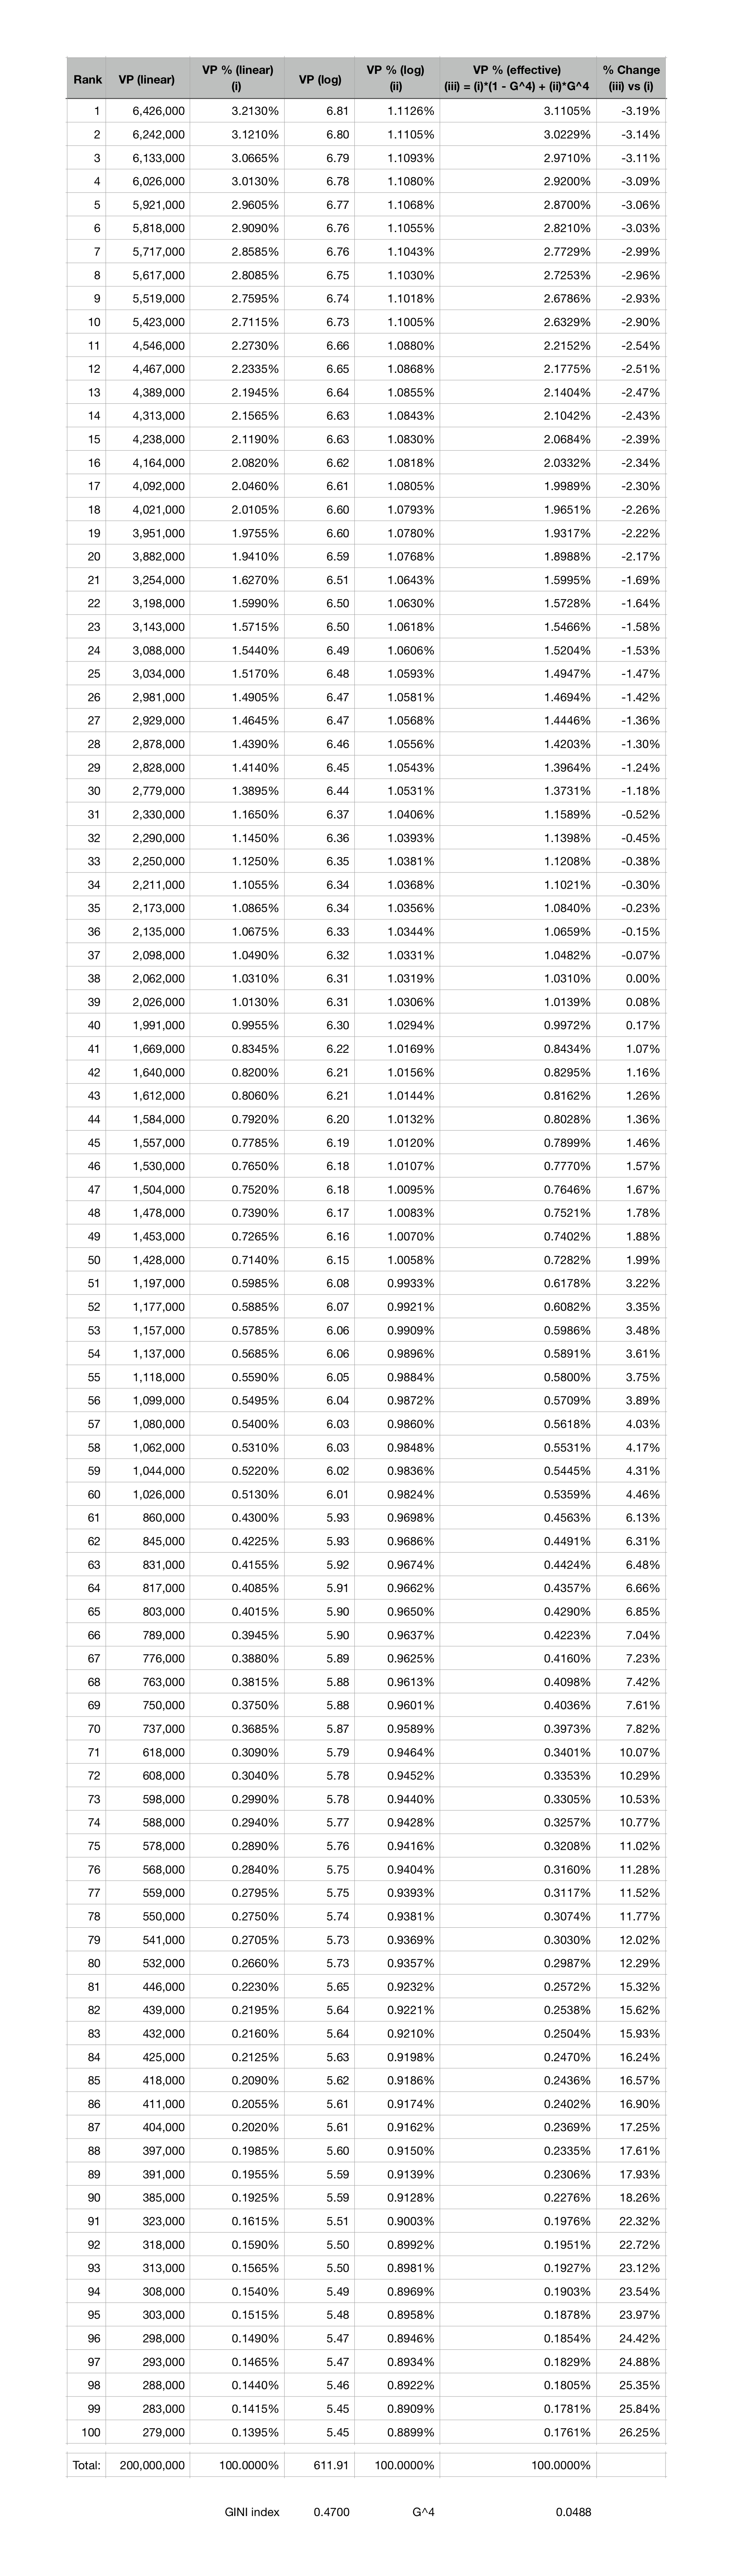 Rank VP (linear) VP % (linear) (i) VP (log) VP % (log) (ii) VP % (effective) (iii) = (i)*(1 - G^4) + (ii)*G^4 % Change (iii) vs (i)
1 6,426,000 3.2130% 6.81 1.1126% 3.1105% -3.19%
2 6,242,000 3.1210% 6.80 1.1105% 3.0229% -3.14%
3 6,133,000 3.0665% 6.79 1.1093% 2.9710% -3.11%
4 6,026,000 3.0130% 6.78 1.1080% 2.9200% -3.09%
5 5,921,000 2.9605% 6.77 1.1068% 2.8700% -3.06%
6 5,818,000 2.9090% 6.76 1.1055% 2.8210% -3.03%
7 5,717,000 2.8585% 6.76 1.1043% 2.7729% -2.99%
8 5,617,000 2.8085% 6.75 1.1030% 2.7253% -2.96%
9 5,519,000 2.7595% 6.74 1.1018% 2.6786% -2.93%
10 5,423,000 2.7115% 6.73 1.1005% 2.6329% -2.90%
11 4,546,000 2.2730% 6.66 1.0880% 2.2152% -2.54%
12 4,467,000 2.2335% 6.65 1.0868% 2.1775% -2.51%
13 4,389,000 2.1945% 6.64 1.0855% 2.1404% -2.47%
14 4,313,000 2.1565% 6.63 1.0843% 2.1042% -2.43%
15 4,238,000 2.1190% 6.63 1.0830% 2.0684% -2.39%
16 4,164,000 2.0820% 6.62 1.0818% 2.0332% -2.34%
17 4,092,000 2.0460% 6.61 1.0805% 1.9989% -2.30%
18 4,021,000 2.0105% 6.60 1.0793% 1.9651% -2.26%
19 3,951,000 1.9755% 6.60 1.0780% 1.9317% -2.22%
20 3,882,000 1.9410% 6.59 1.0768% 1.8988% -2.17%
21 3,254,000 1.6270% 6.51 1.0643% 1.5995% -1.69%
22 3,198,000 1.5990% 6.50 1.0630% 1.5728% -1.64%
23 3,143,000 1.5715% 6.50 1.0618% 1.5466% -1.58%
24 3,088,000 1.5440% 6.49 1.0606% 1.5204% -1.53%
25 3,034,000 1.5170% 6.48 1.0593% 1.4947% -1.47%
26 2,981,000 1.4905% 6.47 1.0581% 1.4694% -1.42%
27 2,929,000 1.4645% 6.47 1.0568% 1.4446% -1.36%
28 2,878,000 1.4390% 6.46 1.0556% 1.4203% -1.30%
29 2,828,000 1.4140% 6.45 1.0543% 1.3964% -1.24%
30 2,779,000 1.3895% 6.44 1.0531% 1.3731% -1.18%
31 2,330,000 1.1650% 6.37 1.0406% 1.1589% -0.52%
32 2,290,000 1.1450% 6.36 1.0393% 1.1398% -0.45%
33 2,250,000 1.1250% 6.35 1.0381% 1.1208% -0.38%
34 2,211,000 1.1055% 6.34 1.0368% 1.1021% -0.30%
35 2,173,000 1.0865% 6.34 1.0356% 1.0840% -0.23%
36 2,135,000 1.0675% 6.33 1.0344% 1.0659% -0.15%
37 2,098,000 1.0490% 6.32 1.0331% 1.0482% -0.07%
38 2,062,000 1.0310% 6.31 1.0319% 1.0310% 0.00%
39 2,026,000 1.0130% 6.31 1.0306% 1.0139% 0.08%
40 1,991,000 0.9955% 6.30 1.0294% 0.9972% 0.17%
41 1,669,000 0.8345% 6.22 1.0169% 0.8434% 1.07%
42 1,640,000 0.8200% 6.21 1.0156% 0.8295% 1.16%
43 1,612,000 0.8060% 6.21 1.0144% 0.8162% 1.26%
44 1,584,000 0.7920% 6.20 1.0132% 0.8028% 1.36%
45 1,557,000 0.7785% 6.19 1.0120% 0.7899% 1.46%
46 1,530,000 0.7650% 6.18 1.0107% 0.7770% 1.57%
47 1,504,000 0.7520% 6.18 1.0095% 0.7646% 1.67%
48 1,478,000 0.7390% 6.17 1.0083% 0.7521% 1.78%
49 1,453,000 0.7265% 6.16 1.0070% 0.7402% 1.88%
50 1,428,000 0.7140% 6.15 1.0058% 0.7282% 1.99%
51 1,197,000 0.5985% 6.08 0.9933% 0.6178% 3.22%
52 1,177,000 0.5885% 6.07 0.9921% 0.6082% 3.35%
53 1,157,000 0.5785% 6.06 0.9909% 0.5986% 3.48%
54 1,137,000 0.5685% 6.06 0.9896% 0.5891% 3.61%
55 1,118,000 0.5590% 6.05 0.9884% 0.5800% 3.75%
56 1,099,000 0.5495% 6.04 0.9872% 0.5709% 3.89%
57 1,080,000 0.5400% 6.03 0.9860% 0.5618% 4.03%
58 1,062,000 0.5310% 6.03 0.9848% 0.5531% 4.17%
59 1,044,000 0.5220% 6.02 0.9836% 0.5445% 4.31%
60 1,026,000 0.5130% 6.01 0.9824% 0.5359% 4.46%
61 860,000 0.4300% 5.93 0.9698% 0.4563% 6.13%
62 845,000 0.4225% 5.93 0.9686% 0.4491% 6.31%
63 831,000 0.4155% 5.92 0.9674% 0.4424% 6.48%
64 817,000 0.4085% 5.91 0.9662% 0.4357% 6.66%
65 803,000 0.4015% 5.90 0.9650% 0.4290% 6.85%
66 789,000 0.3945% 5.90 0.9637% 0.4223% 7.04%
67 776,000 0.3880% 5.89 0.9625% 0.4160% 7.23%
68 763,000 0.3815% 5.88 0.9613% 0.4098% 7.42%
69 750,000 0.3750% 5.88 0.9601% 0.4036% 7.61%
70 737,000 0.3685% 5.87 0.9589% 0.3973% 7.82%
71 618,000 0.3090% 5.79 0.9464% 0.3401% 10.07%
72 608,000 0.3040% 5.78 0.9452% 0.3353% 10.29%
73 598,000 0.2990% 5.78 0.9440% 0.3305% 10.53%
74 588,000 0.2940% 5.77 0.9428% 0.3257% 10.77%
75 578,000 0.2890% 5.76 0.9416% 0.3208% 11.02%
76 568,000 0.2840% 5.75 0.9404% 0.3160% 11.28%
77 559,000 0.2795% 5.75 0.9393% 0.3117% 11.52%
78 550,000 0.2750% 5.74 0.9381% 0.3074% 11.77%
79 541,000 0.2705% 5.73 0.9369% 0.3030% 12.02%
80 532,000 0.2660% 5.73 0.9357% 0.2987% 12.29%
81 446,000 0.2230% 5.65 0.9232% 0.2572% 15.32%
82 439,000 0.2195% 5.64 0.9221% 0.2538% 15.62%
83 432,000 0.2160% 5.64 0.9210% 0.2504% 15.93%
84 425,000 0.2125% 5.63 0.9198% 0.2470% 16.24%
85 418,000 0.2090% 5.62 0.9186% 0.2436% 16.57%
86 411,000 0.2055% 5.61 0.9174% 0.2402% 16.90%
87 404,000 0.2020% 5.61 0.9162% 0.2369% 17.25%
88 397,000 0.1985% 5.60 0.9150% 0.2335% 17.61%
89 391,000 0.1955% 5.59 0.9139% 0.2306% 17.93%
90 385,000 0.1925% 5.59 0.9128% 0.2276% 18.26%
91 323,000 0.1615% 5.51 0.9003% 0.1976% 22.32%
92 318,000 0.1590% 5.50 0.8992% 0.1951% 22.72%
93 313,000 0.1565% 5.50 0.8981% 0.1927% 23.12%
94 308,000 0.1540% 5.49 0.8969% 0.1903% 23.54%
95 303,000 0.1515% 5.48 0.8958% 0.1878% 23.97%
96 298,000 0.1490% 5.47 0.8946% 0.1854% 24.42%
97 293,000 0.1465% 5.47 0.8934% 0.1829% 24.88%
98 288,000 0.1440% 5.46 0.8922% 0.1805% 25.35%
99 283,000 0.1415% 5.45 0.8909% 0.1781% 25.84%
100 279,000 0.1395% 5.45 0.8899% 0.1761% 26.25%
Total: 200,000,000 100.0000% 611.91 100.0000% 100.0000%
GINI index 0.4700 G^4 0.0488